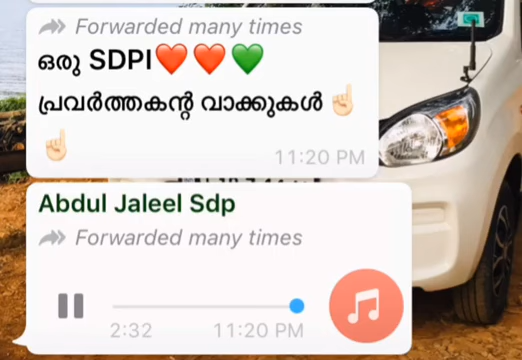 Forwarded many times
ഒരു SDPI❤️❤️💚
പ്രവർത്തകന്റ വാക്കുകൾ ☝🏻
☝🏻
11:20 PM
Abdul Jaleel Sdp
Forwarded many times
2:32 11:20 PM